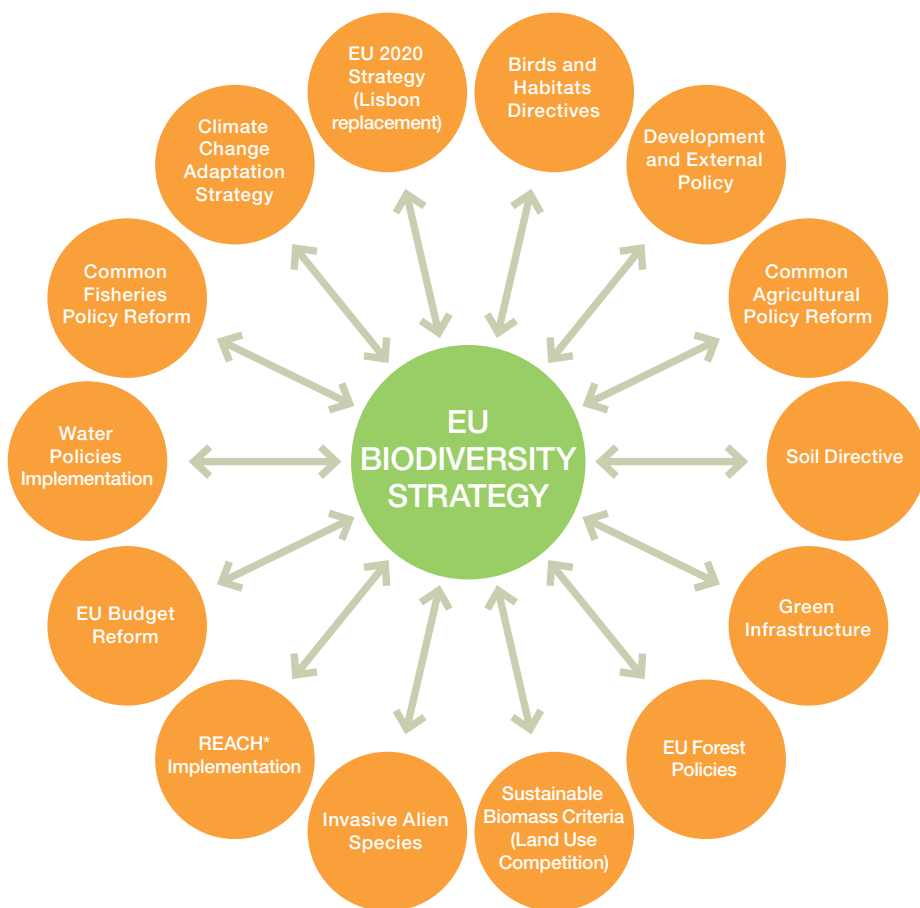 EU 2020
Strategy
(Lisbon
replacement)
Birds and
Habitats
Directives
Development
and External
Policy
Common
Agricultural
Policy Reform
Soil Directive
Green
Infrastructure
EU Forest
Policies
Sustainable
Biomass Criteria
(Land Use
Competition)
Invasive Alien
Species
REACH*
Implementation
EU Budget
Reform
Water
Policies
Implementation
Common
Fisheries
Policy Reform
Climate
Change
Adaptation
Strategy
EU
BIODIVERSITY
STRATEGY